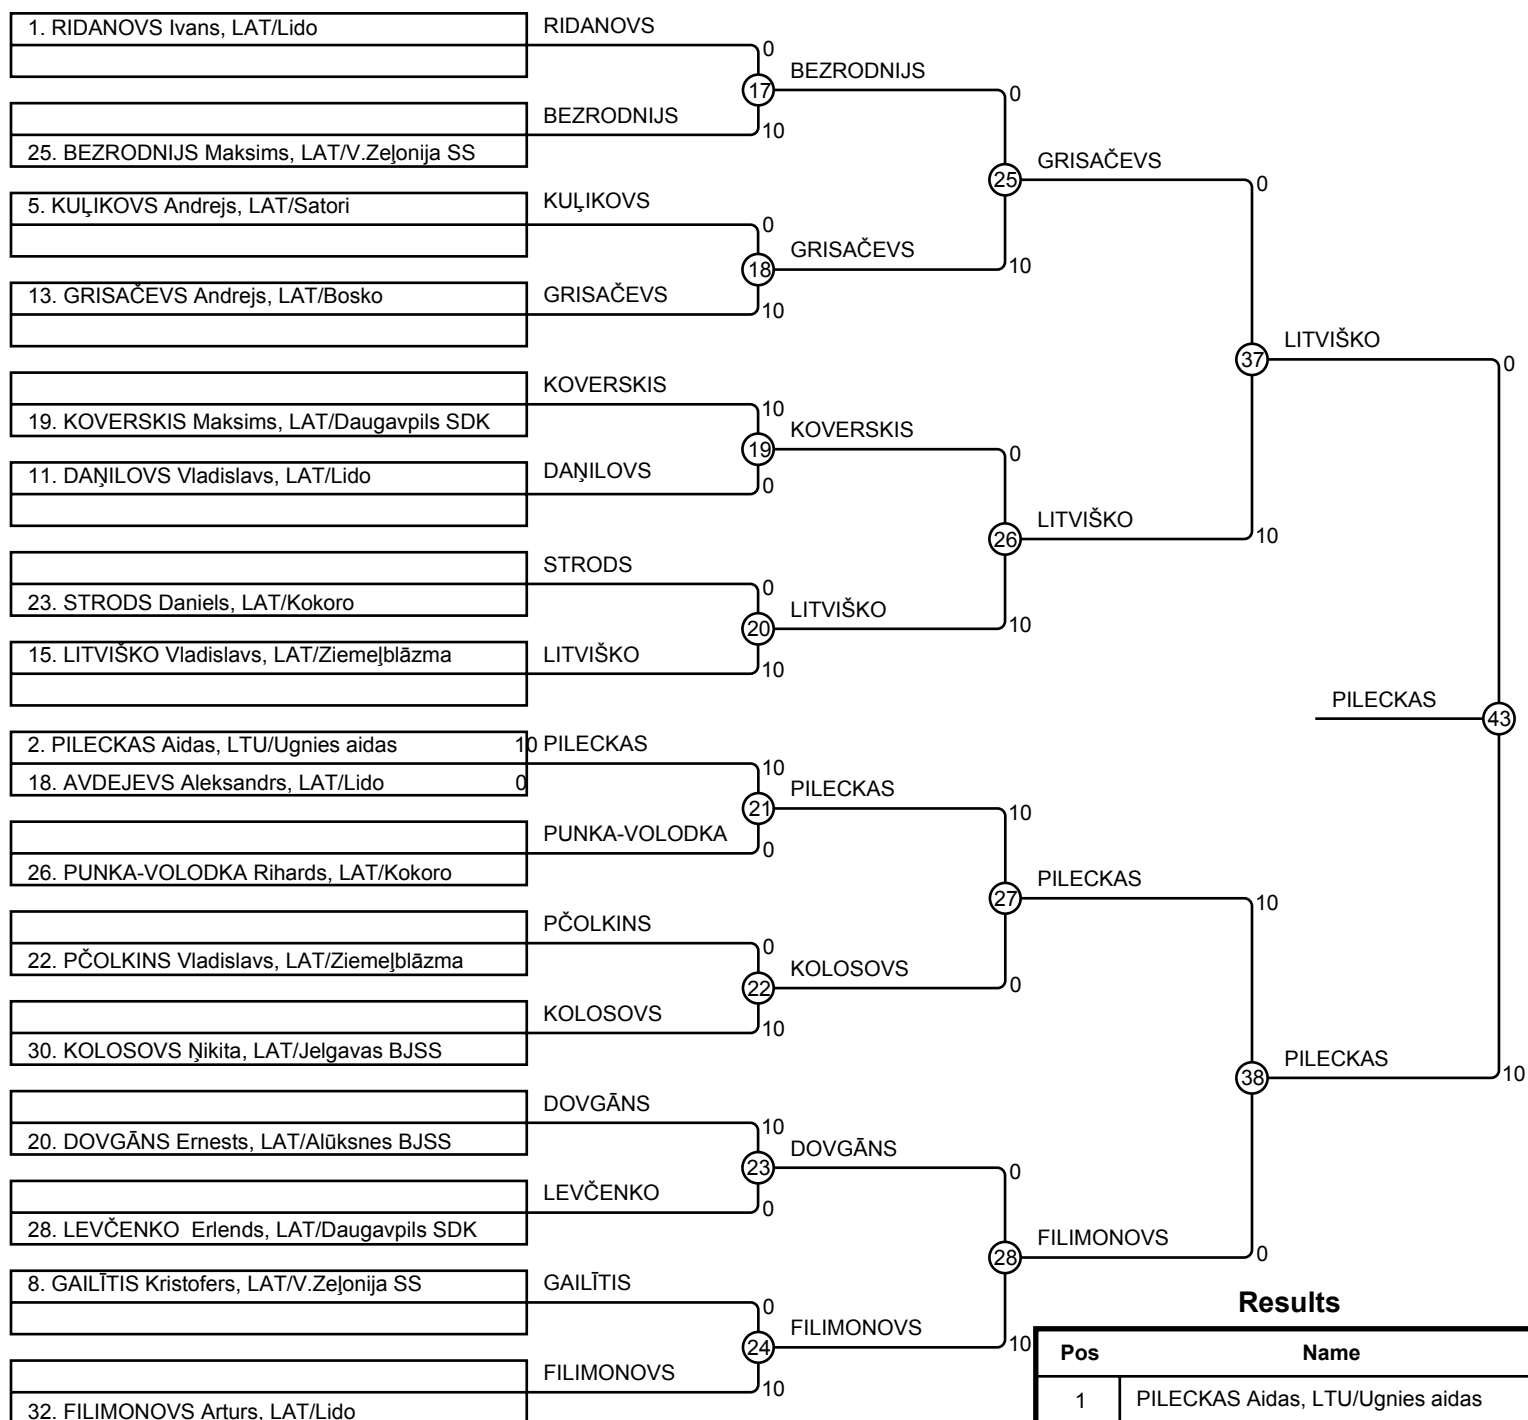 1. RIDANOVS Ivans, LAT/Lido
RIDANOVS
0
17
BEZRODNIJS
0
BEZRODNIJS
10
25. BEZRODNIJS Maksims, LAT/V.Zeļonija SS
25
GRISAČEVS
0
5. KUĻIKOVS Andrejs, LAT/Satori
KUĻIKOVS
0
18
GRISAČEVS
10
13. GRISAČEVS Andrejs, LAT/Bosko
GRISAČEVS
10
37
LITVIŠKO
0
KOVERSKIS
10
19. KOVERSKIS Maksims, LAT/Daugavpils SDK
19
KOVERSKIS
0
11. DAŅILOVS Vladislavs, LAT/Lido
DAŅILOVS
0
26
LITVIŠKO
10
STRODS
0
23. STRODS Daniels, LAT/Kokoro
20
LITVIŠKO
10
15. LITVIŠKO Vladislavs, LAT/Ziemeļblāzma
LITVIŠKO
10
PILECKAS
43
2. PILECKAS Aidas, LTU/Ugnies aidas 10
PILECKAS
10
18. AVDEJEVS Aleksandrs, LAT/Lido 0
21
PILECKAS
10
PUNKA-VOLODKA
0
26. PUNKA-VOLODKA Rihards, LAT/Kokoro
27
PILECKAS
10
PČOLKINS
0
22. PČOLKINS Vladislavs, LAT/Ziemeļblāzma
22
KOLOSOVS
0
KOLOSOVS
10
30. KOLOSOVS Ņikita, LAT/Jelgavas BJSS
38
PILECKAS
10
DOVGĀNS
10
20. DOVGĀNS Ernests, LAT/Alūksnes BJSS
23
DOVGĀNS
0
LEVČENKO
0
28. LEVČENKO Erlends, LAT/Daugavpils SDK
28
FILIMONOVS
0
8. GAILĪTIS Kristofers, LAT/V.Zeļonija SS
GAILĪTIS
0
24
FILIMONOVS
10
FILIMONOVS
10
32. FILIMONOVS Arturs, LAT/Lido
Results
Pos Name
1 PILECKAS Aidas, LTU/Ugnies aidas